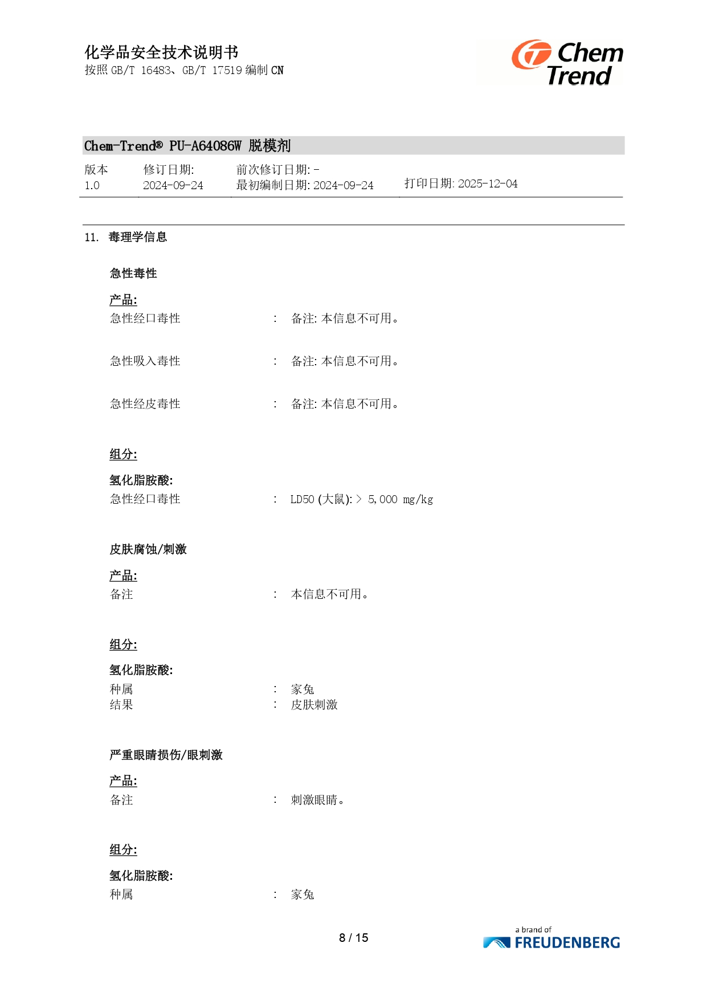 化学品安全技术说明书
按照 GB/T 16483、GB/T 17519 编制 CN
Chem
Trend
Chem-Trend® PU-A64086W 脱模剂
版本 修订日期: 前次修订日期: -
1.0 2024-09-24 最初编制日期: 2024-09-24 打印日期: 2025-12-04
11. 毒理学信息
急性毒性
产品:
急性经口毒性 : 备注: 本信息不可用。
急性吸入毒性 : 备注: 本信息不可用。
急性经皮毒性 : 备注: 本信息不可用。
组分:
氢化脂胺酸:
急性经口毒性 : LD50 (大鼠): > 5,000 mg/kg
皮肤腐蚀/刺激
产品:
备注 : 本信息不可用。
组分:
氢化脂胺酸:
种属 : 家兔
结果 : 皮肤刺激
严重眼睛损伤/眼刺激
产品:
备注 : 刺激眼睛。
组分:
氢化脂胺酸:
种属 : 家兔
8 / 15
a brand of
FREUDENBERG